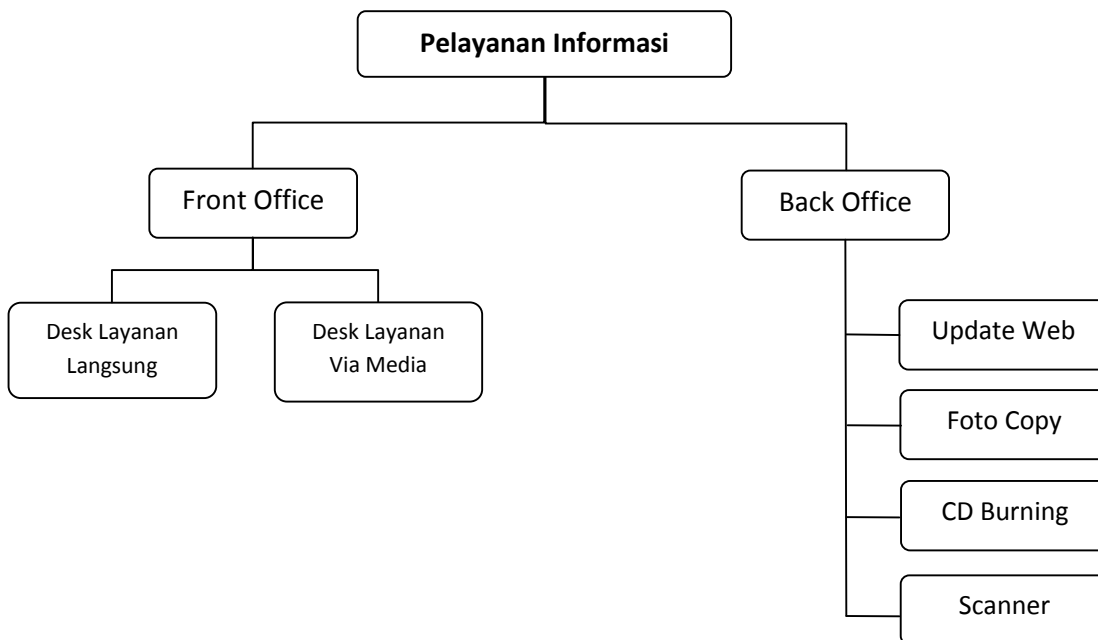 Pelayanan Informasi
Front Office
Back Office
Desk Layanan
Langsung
Desk Layanan
Via Media
Update Web
Foto Copy
CD Burning
Scanner